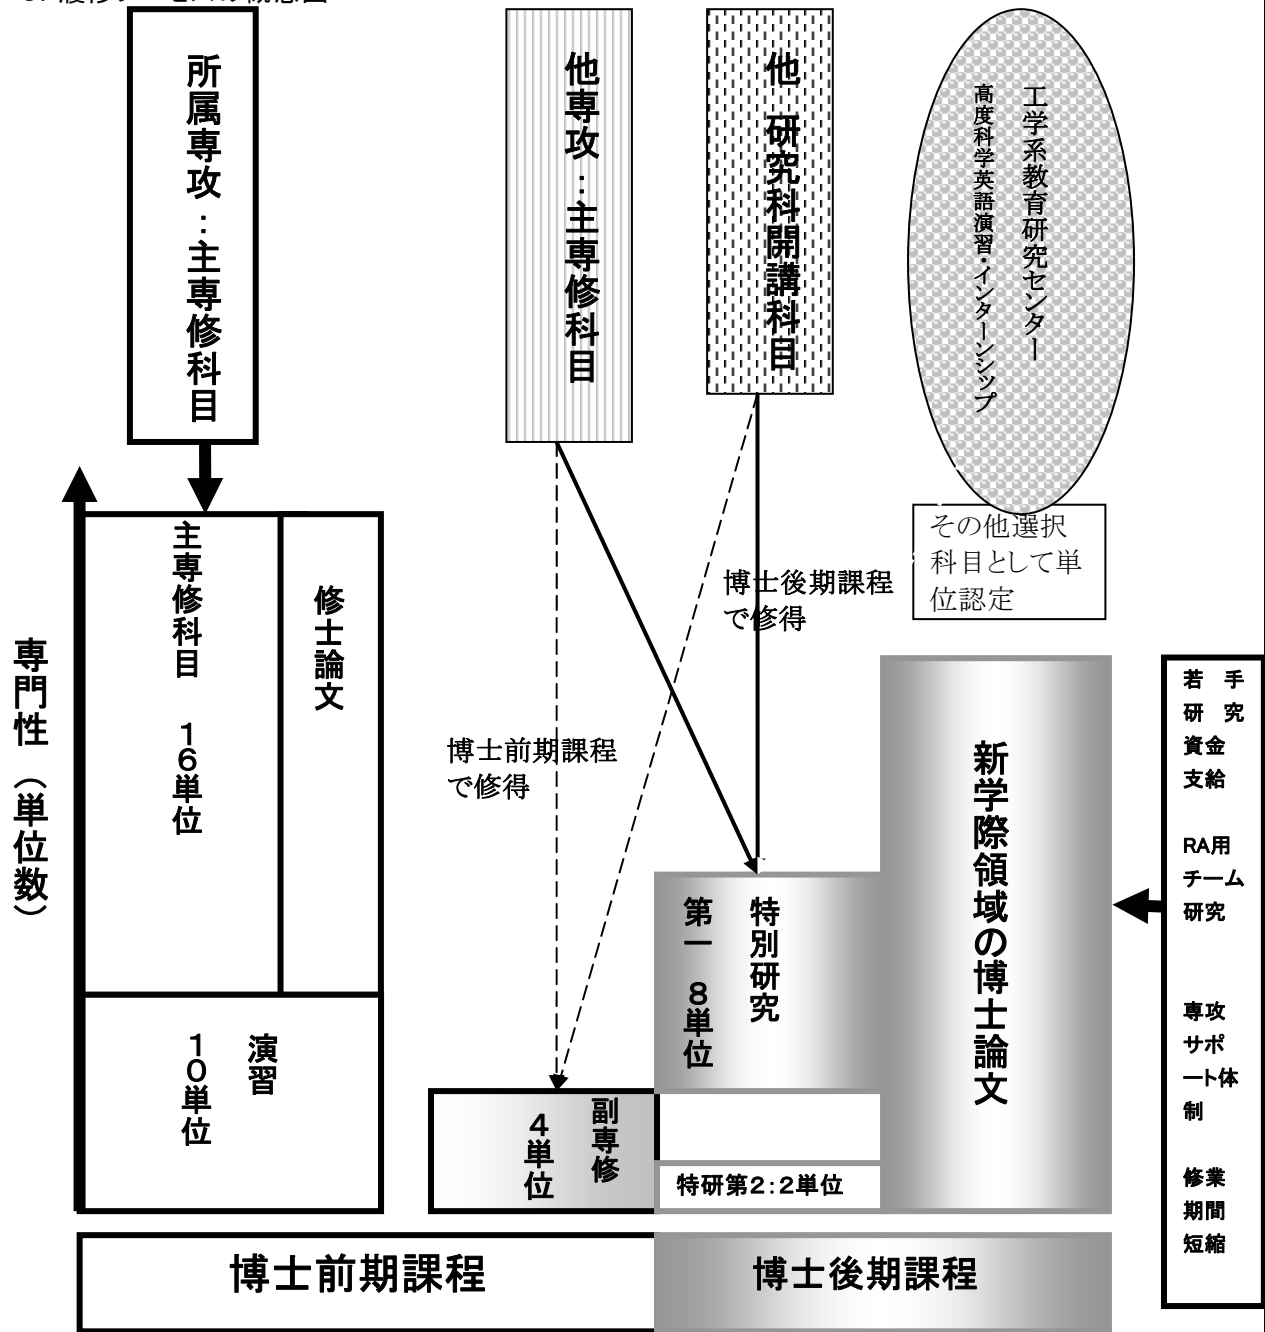 所属専攻：主専修科目
他専攻：主専修科目
他 研究科開講科目
工学系教育研究センター
高度科学英語演習・インターンシップ
その他選択
科目として単
位認定
博士後期課程
で修得
博士前期課程
で修得
専門性（単位数）
主専修科目 １６単位
修士論文
演習
１０単位
副専修
４単位
特別研究
第一 ８単位
特研第２：２単位
新学際領域の博士論文
若 手
研 究
資金
支給
RA用
チーム
研究
専攻
サポ
ート体
制
修業
期間
短縮
博士前期課程
博士後期課程